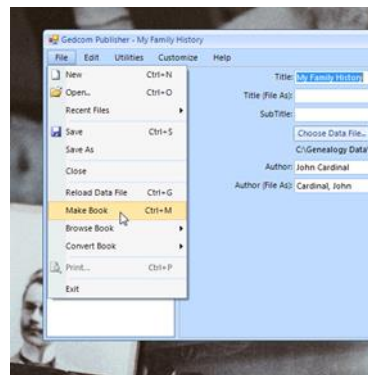 Gedcom Publisher - My Family History
File Edit Utilities Customize Help
New Ctrl+N
Open... Ctrl+O
Recent Files
Save Ctrl+S
Save As
Close
Reload Data File Ctrl+G
Make Book Ctrl+M
Browse Book
Convert Book
Print... Ctrl+P
Exit
Title: My Family History
Title (File As):
SubTitle:
Choose Data File...
C:\Genealogy Data\
Author: John Cardinal
Author (File As): Cardinal, John